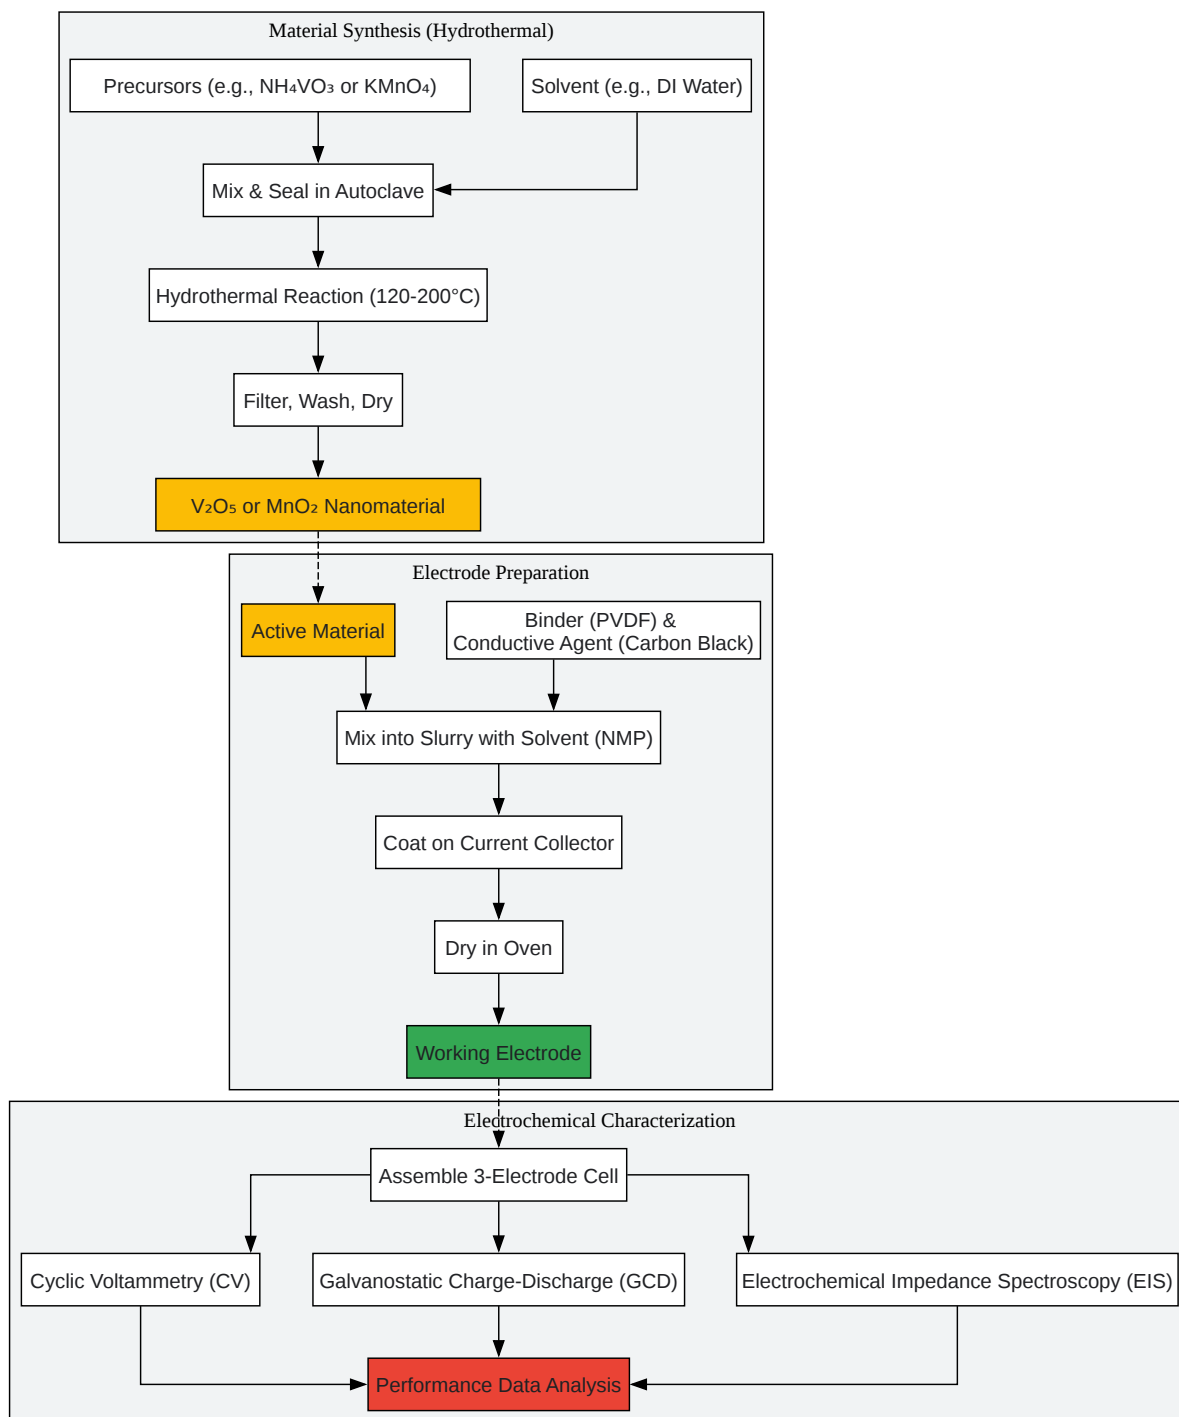 Material Synthesis (Hydrothermal)
Precursors (e.g., NH₄VO₃ or KMnO₄)
Solvent (e.g., DI Water)
Mix & Seal in Autoclave
Hydrothermal Reaction (120-200°C)
Filter, Wash, Dry
V₂O₅ or MnO₂ Nanomaterial
Electrode Preparation
Active Material
Binder (PVDF) &
Conductive Agent (Carbon Black)
Mix into Slurry with Solvent (NMP)
Coat on Current Collector
Dry in Oven
Working Electrode
Electrochemical Characterization
Assemble 3-Electrode Cell
Cyclic Voltammetry (CV)
Galvanostatic Charge-Discharge (GCD)
Electrochemical Impedance Spectroscopy (EIS)
Performance Data Analysis